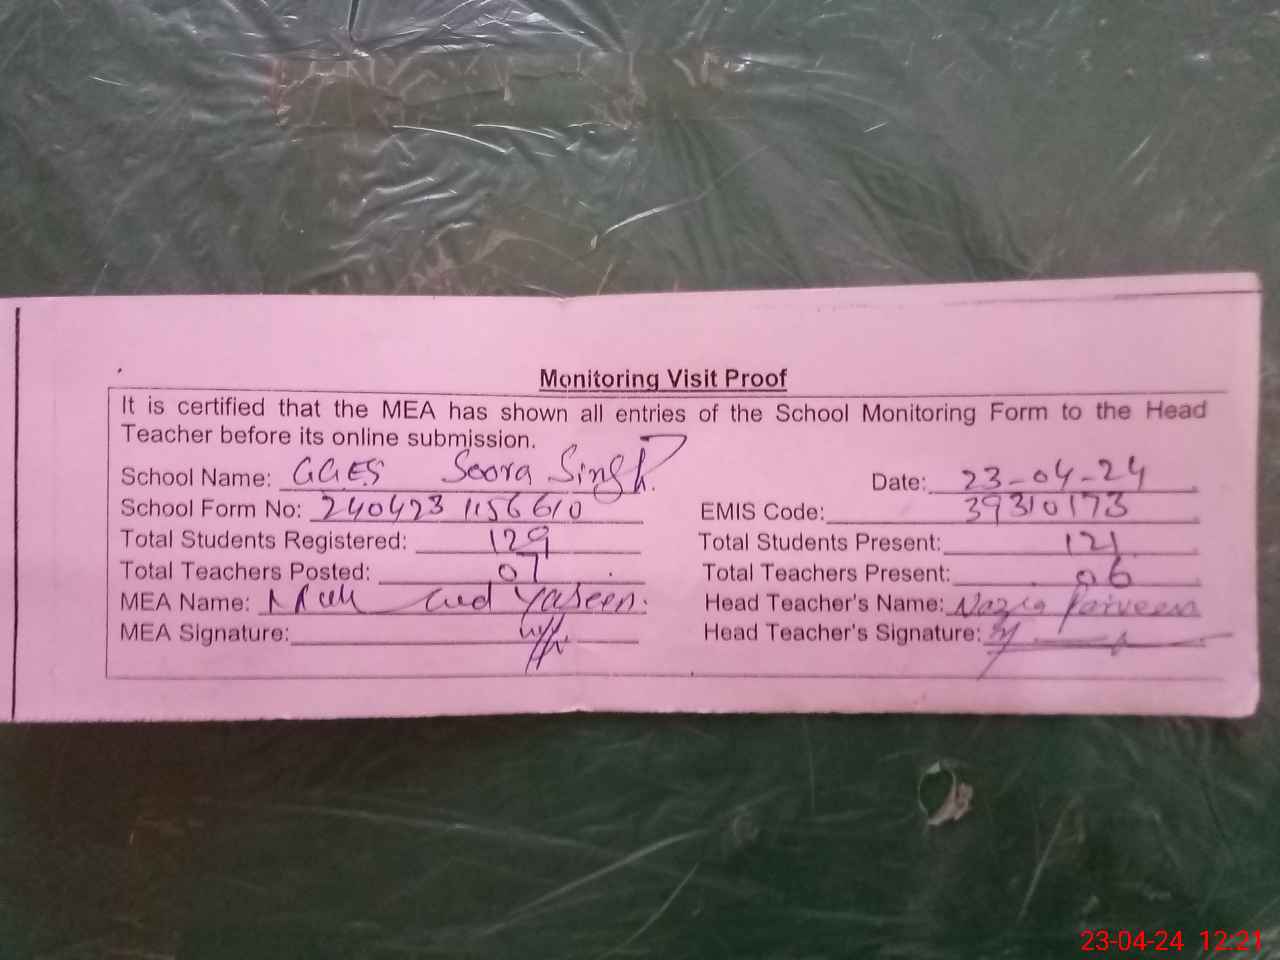 Monitoring Visit Proof
It is certified that the MEA has shown all entries of the School Monitoring Form to the Head
Teacher before its online submission.
School Name: GGES Soora Singh Date: 23-04-24
School Form No: 240423 1156610 EMIS Code: 39310173
Total Students Registered: 129 Total Students Present: 121
Total Teachers Posted: 07 Total Teachers Present: 06
MEA Name: Yaseen. Head Teacher's Name: Nazia Parveen
MEA Signature: Head Teacher's Signature:
23-04-24 12:21